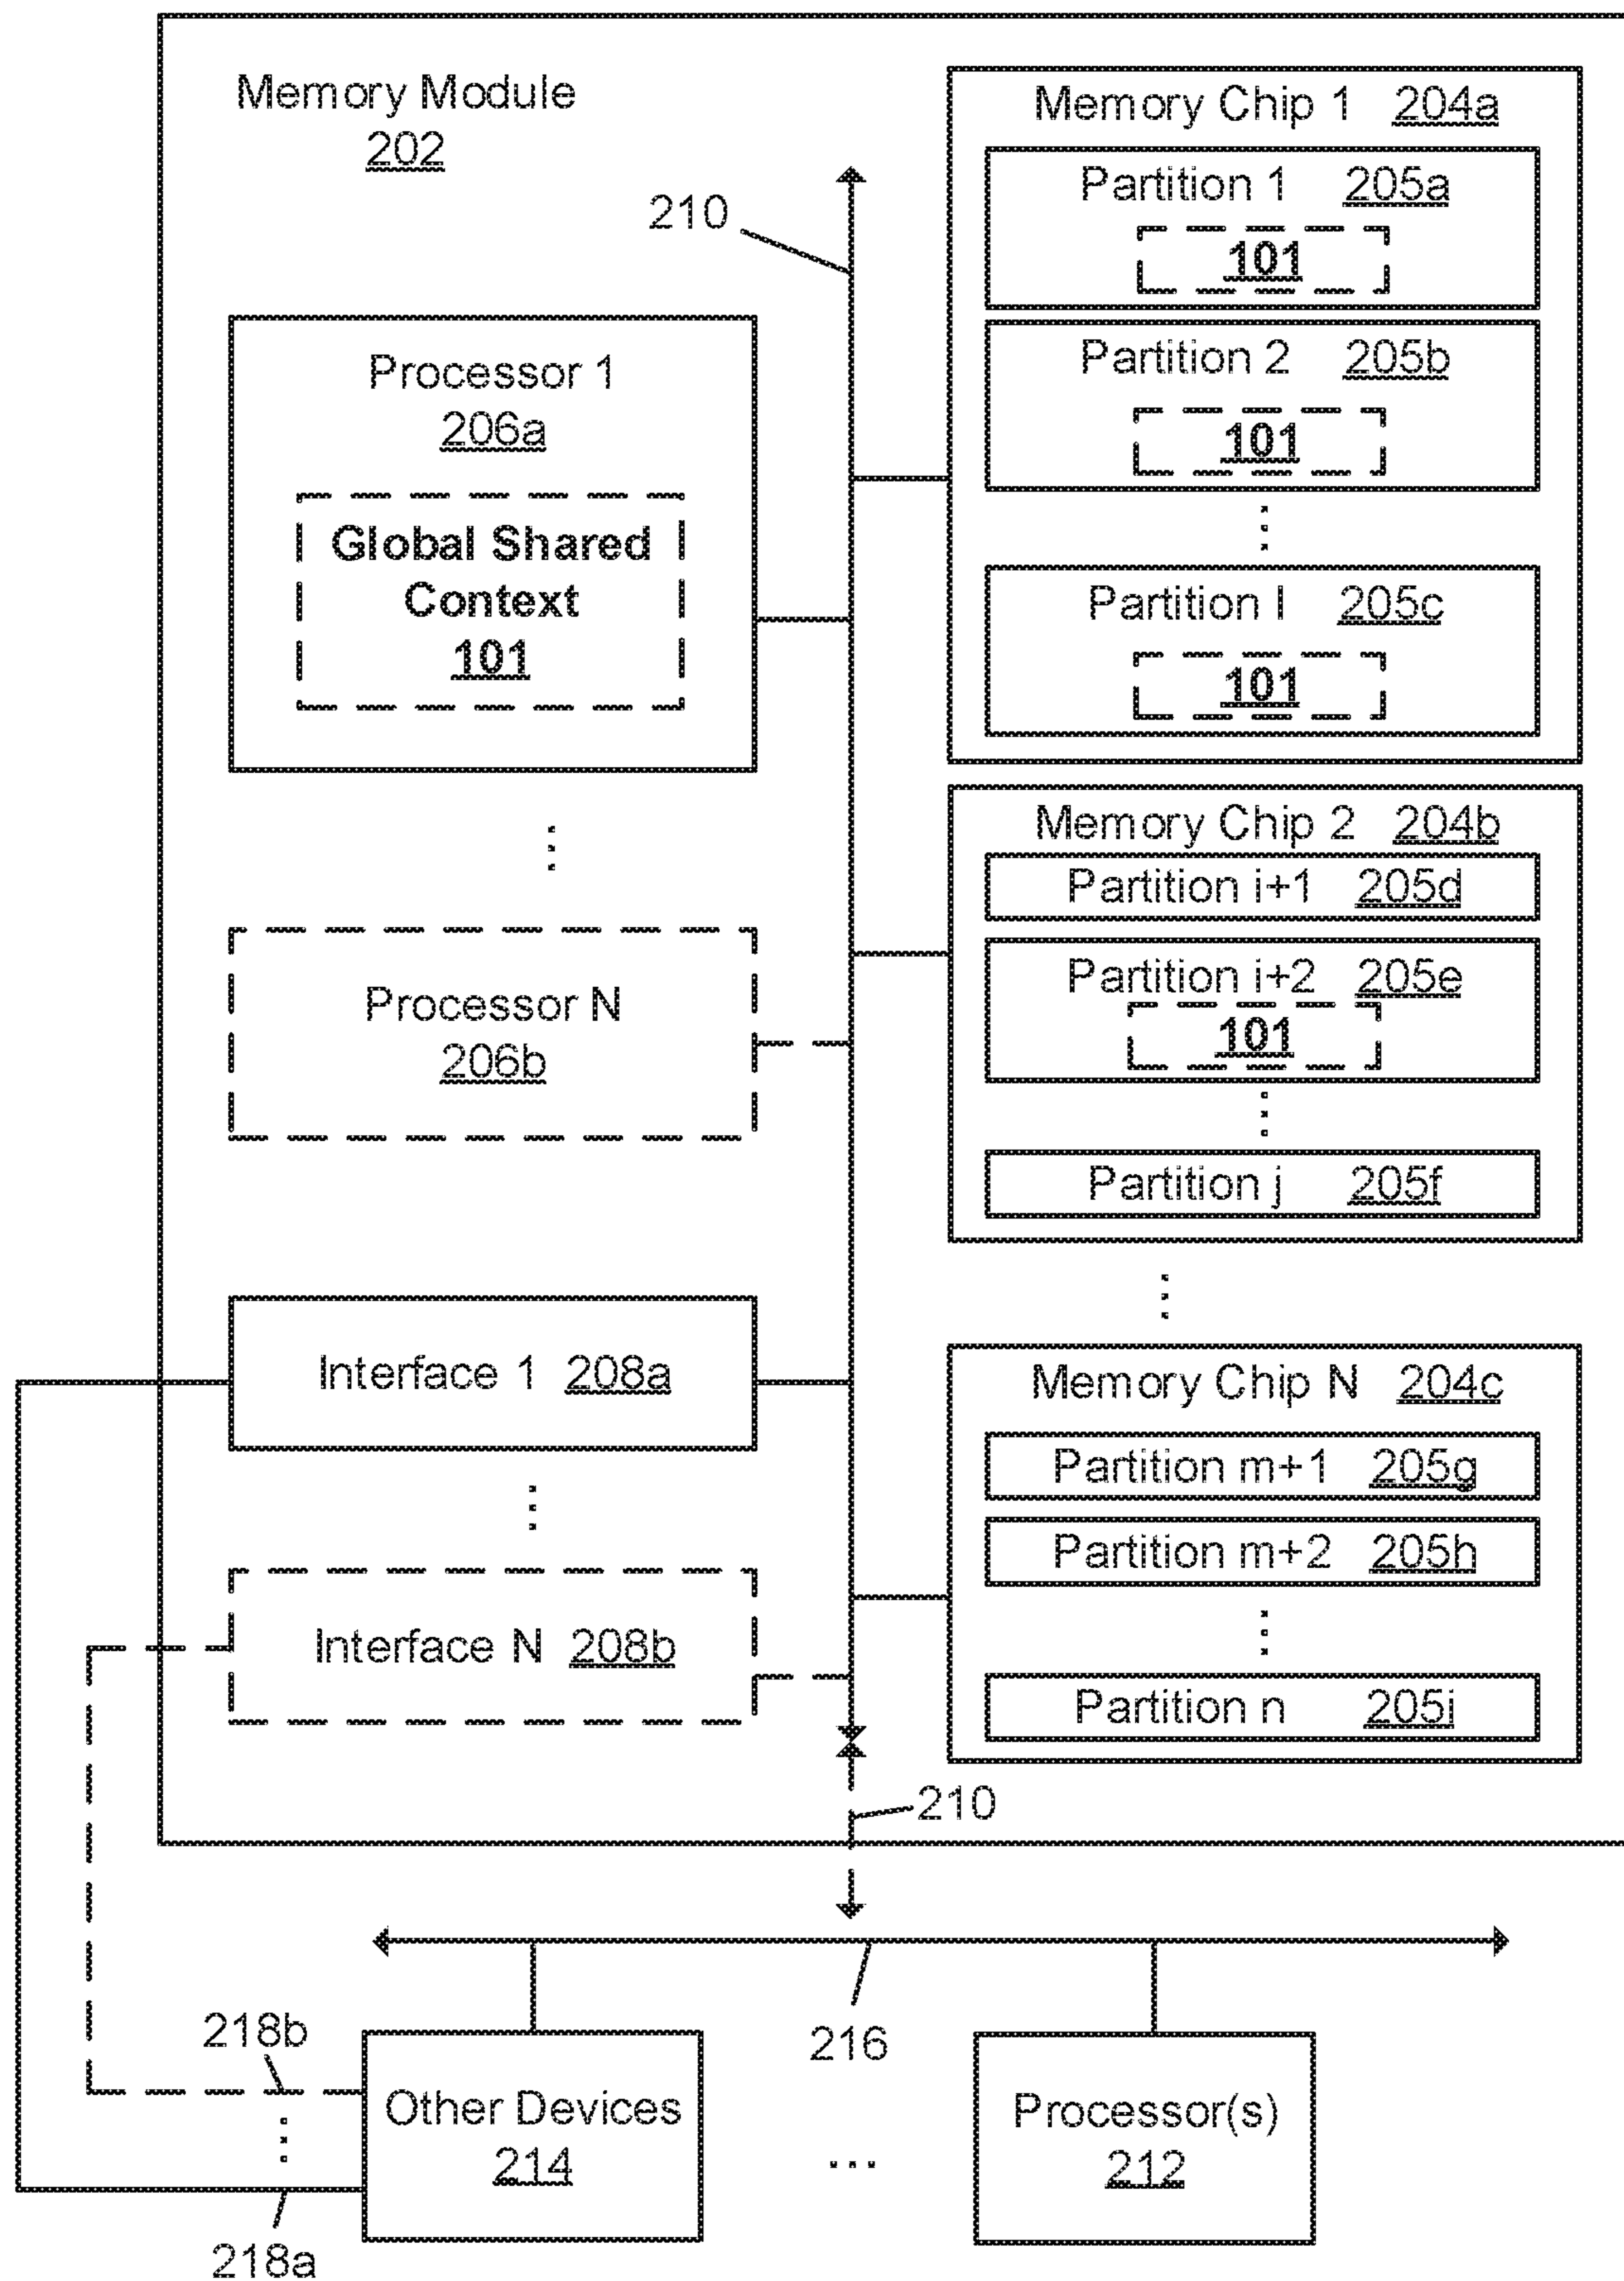 Memory Module
202
210
Processor 1
206a
Global Shared
Context
101
Processor N
206b
Interface 1 208a
Interface N 208b
Memory Chip 1 204a
Partition 1 205a
101
Partition 2 205b
101
Partition I 205c
101
Memory Chip 2 204b
Partition i+1 205d
Partition i+2 205e
101
Partition j 205f
Memory Chip N 204c
Partition m+1 205g
Partition m+2 205h
Partition n 205i
210
216
218b
218a
Other Devices
214
...
Processor(s)
212